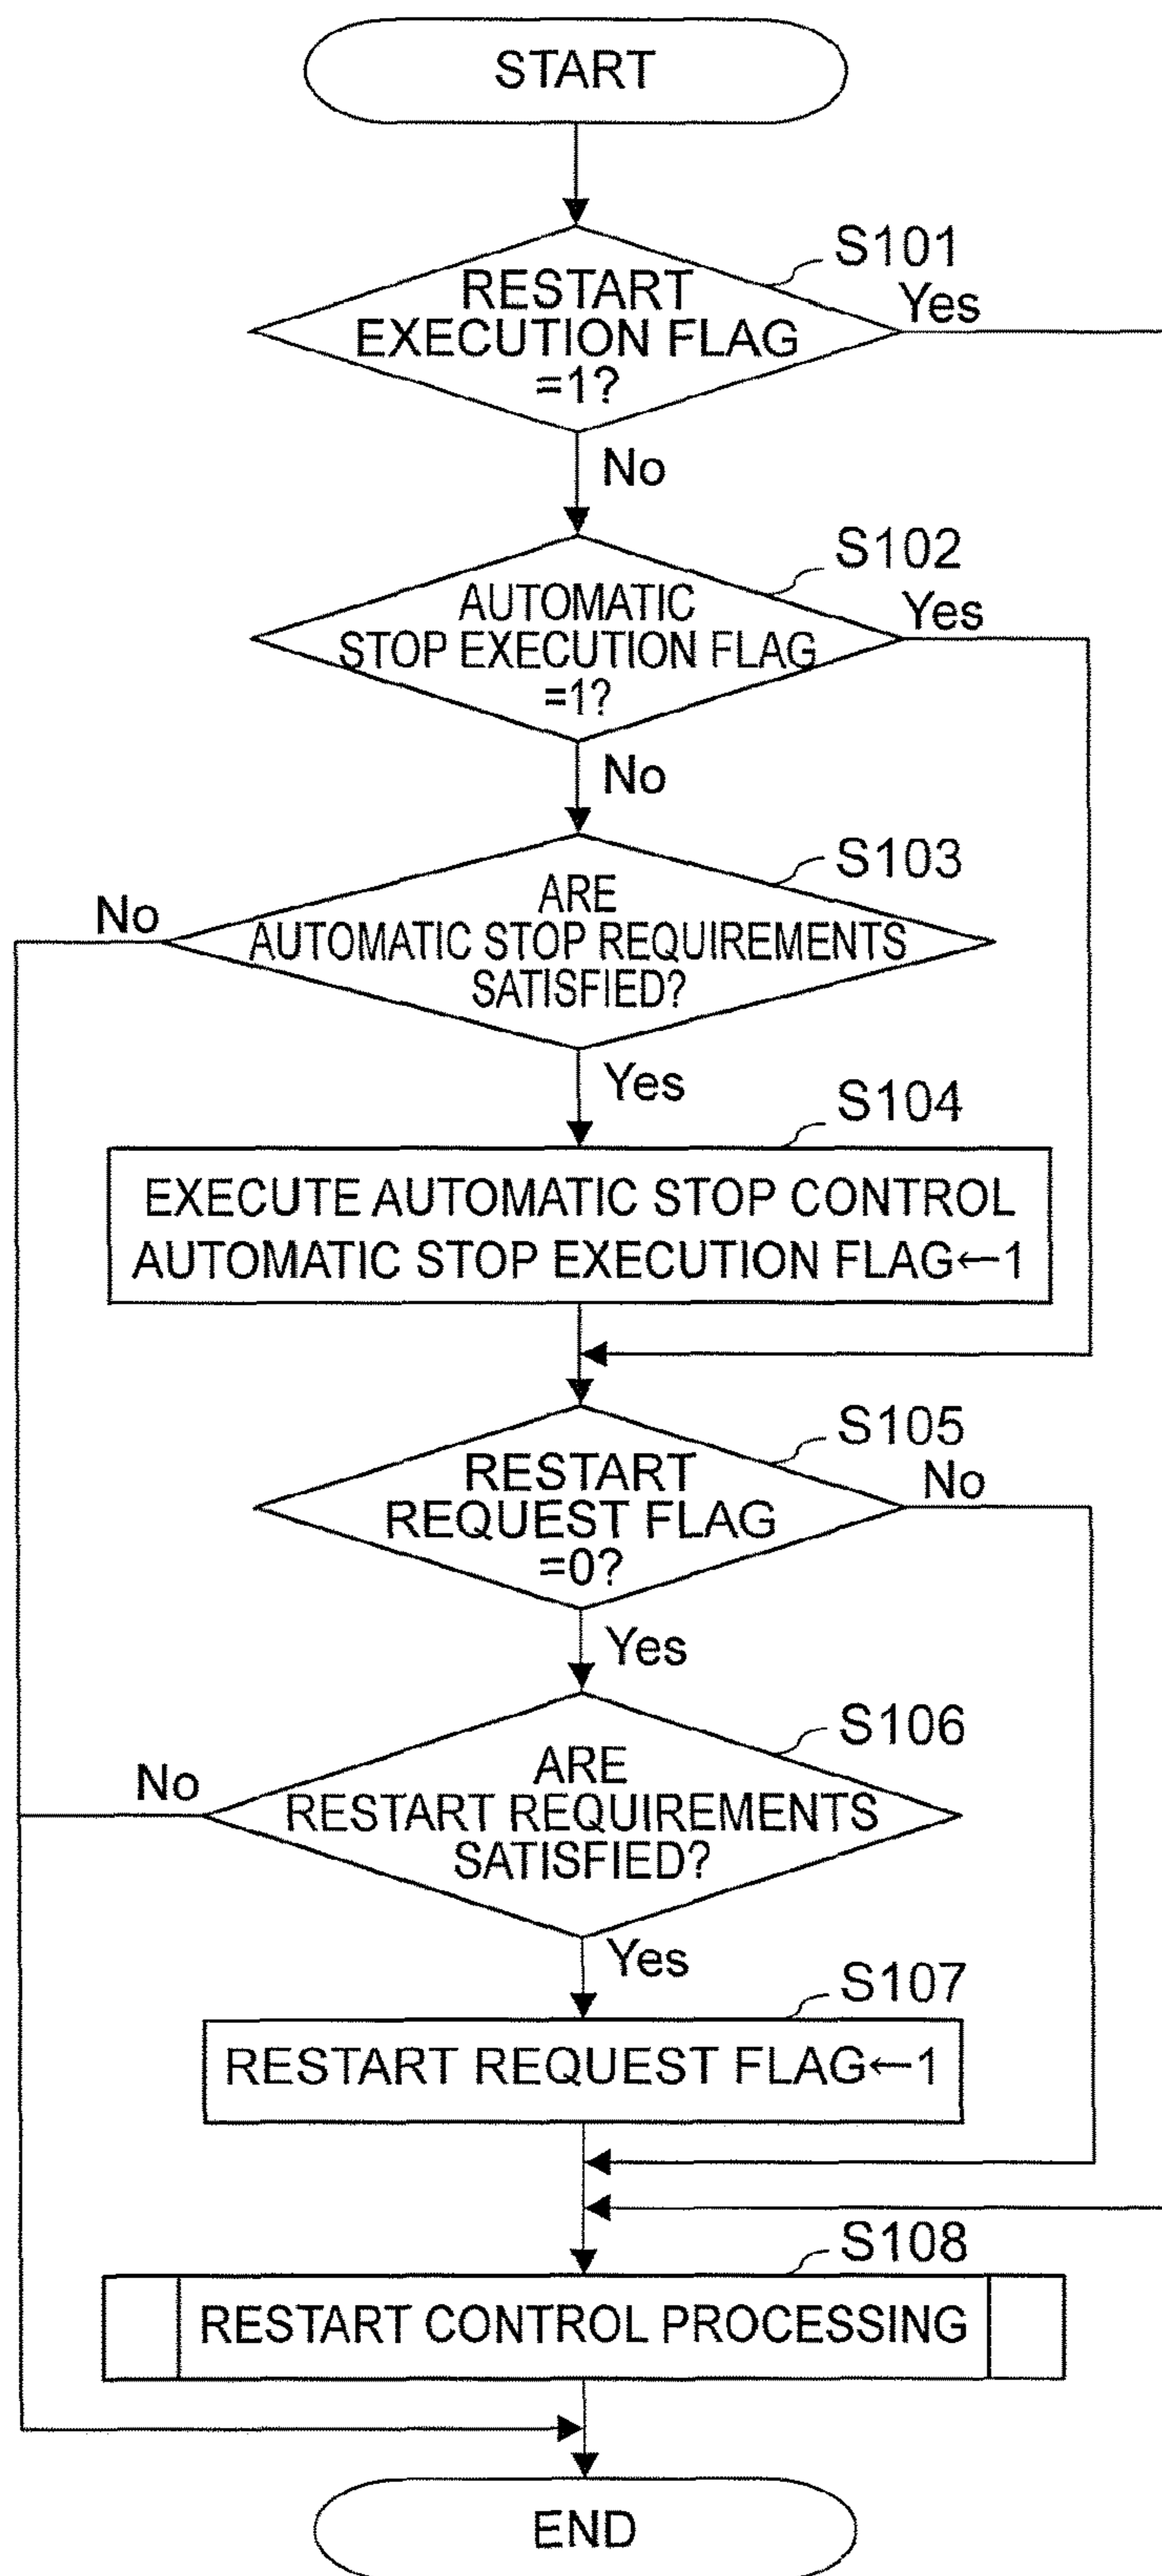 START
S101
RESTART
EXECUTION FLAG
=1?
Yes
No
S102
AUTOMATIC
STOP EXECUTION FLAG
=1?
Yes
No
S103
ARE
AUTOMATIC STOP REQUIREMENTS
SATISFIED?
No
Yes
S104
EXECUTE AUTOMATIC STOP CONTROL
AUTOMATIC STOP EXECUTION FLAG←1
S105
RESTART
REQUEST FLAG
=0?
No
Yes
S106
ARE
RESTART REQUIREMENTS
SATISFIED?
No
Yes
S107
RESTART REQUEST FLAG←1
S108
RESTART CONTROL PROCESSING
END